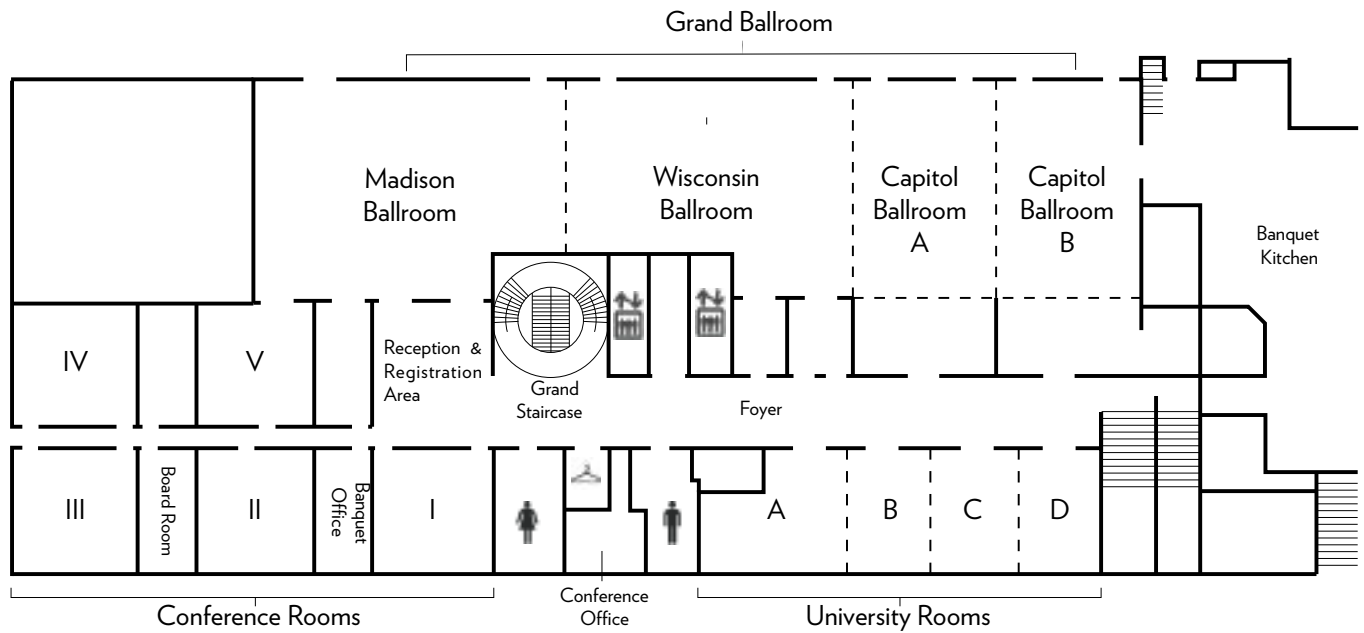 Grand Ballroom
Madison
Ballroom
Wisconsin
Ballroom
Capitol
Ballroom
A
Capitol
Ballroom
B
Banquet
Kitchen
IV
V
Reception &
Registration
Area
Grand
Staircase
Foyer
III
Board Room
II
Banquet
Office
I
A
B
C
D
Conference Rooms
Conference
Office
University Rooms